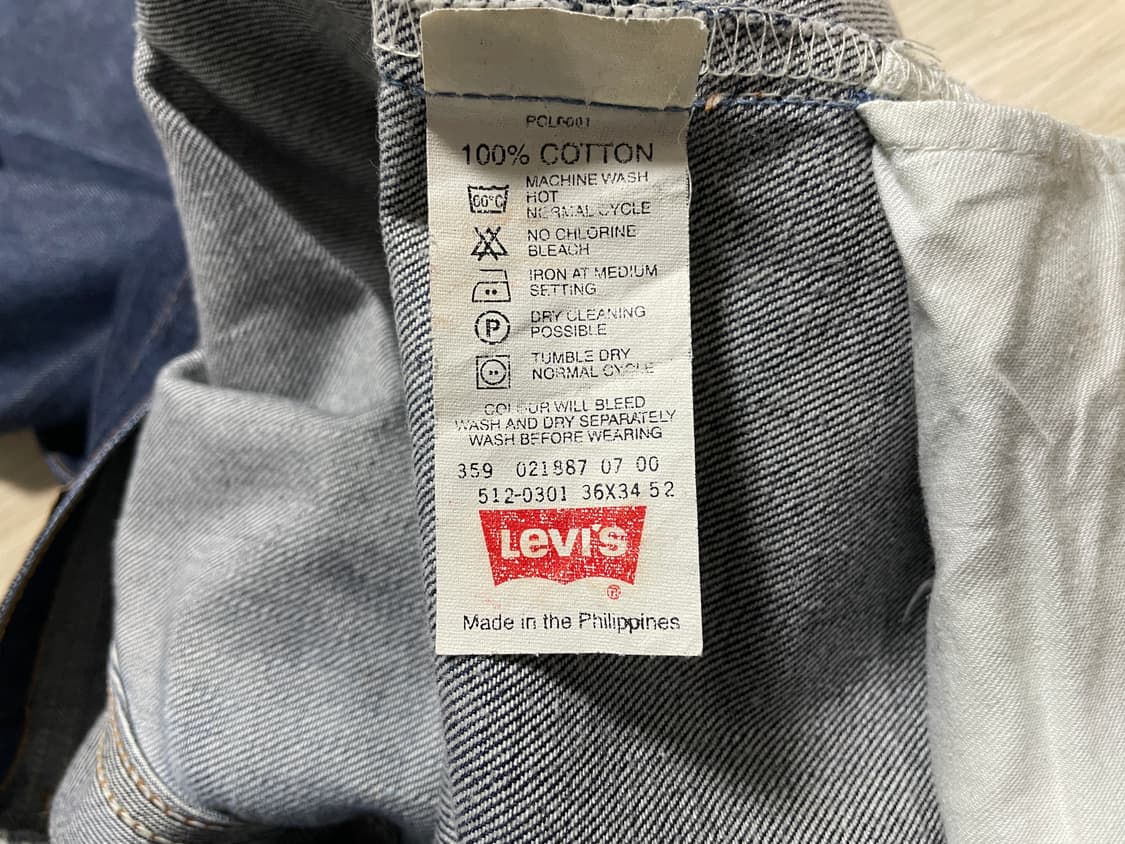 PCL0001
100% COTTON
60°C
MACHINE WASH
HOT
NORMAL CYCLE
NO CHLORINE
BLEACH
IRON AT MEDIUM
SETTING
P
DRY CLEANING
POSSIBLE
TUMBLE DRY
NORMAL CYCLE
COLOUR WILL BLEED
WASH AND DRY SEPARATELY
WASH BEFORE WEARING
359 021887 07 00
512-0301 36X34 52
LEVI'S
®
Made in the Philippines